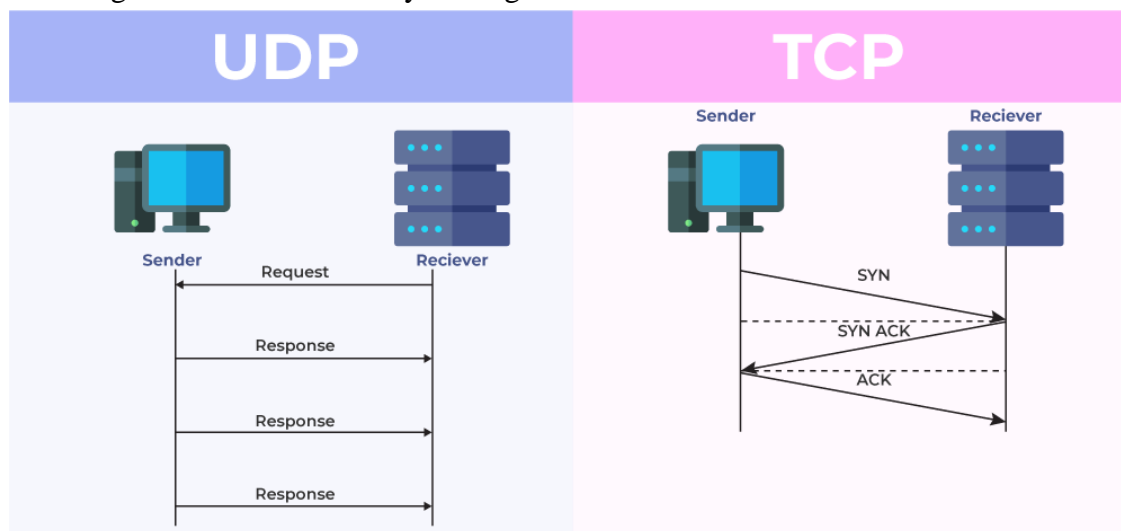 UDP
TCP
Sender
Reciever
Request
Response
Response
Response
Sender
Reciever
SYN
SYN ACK
ACK